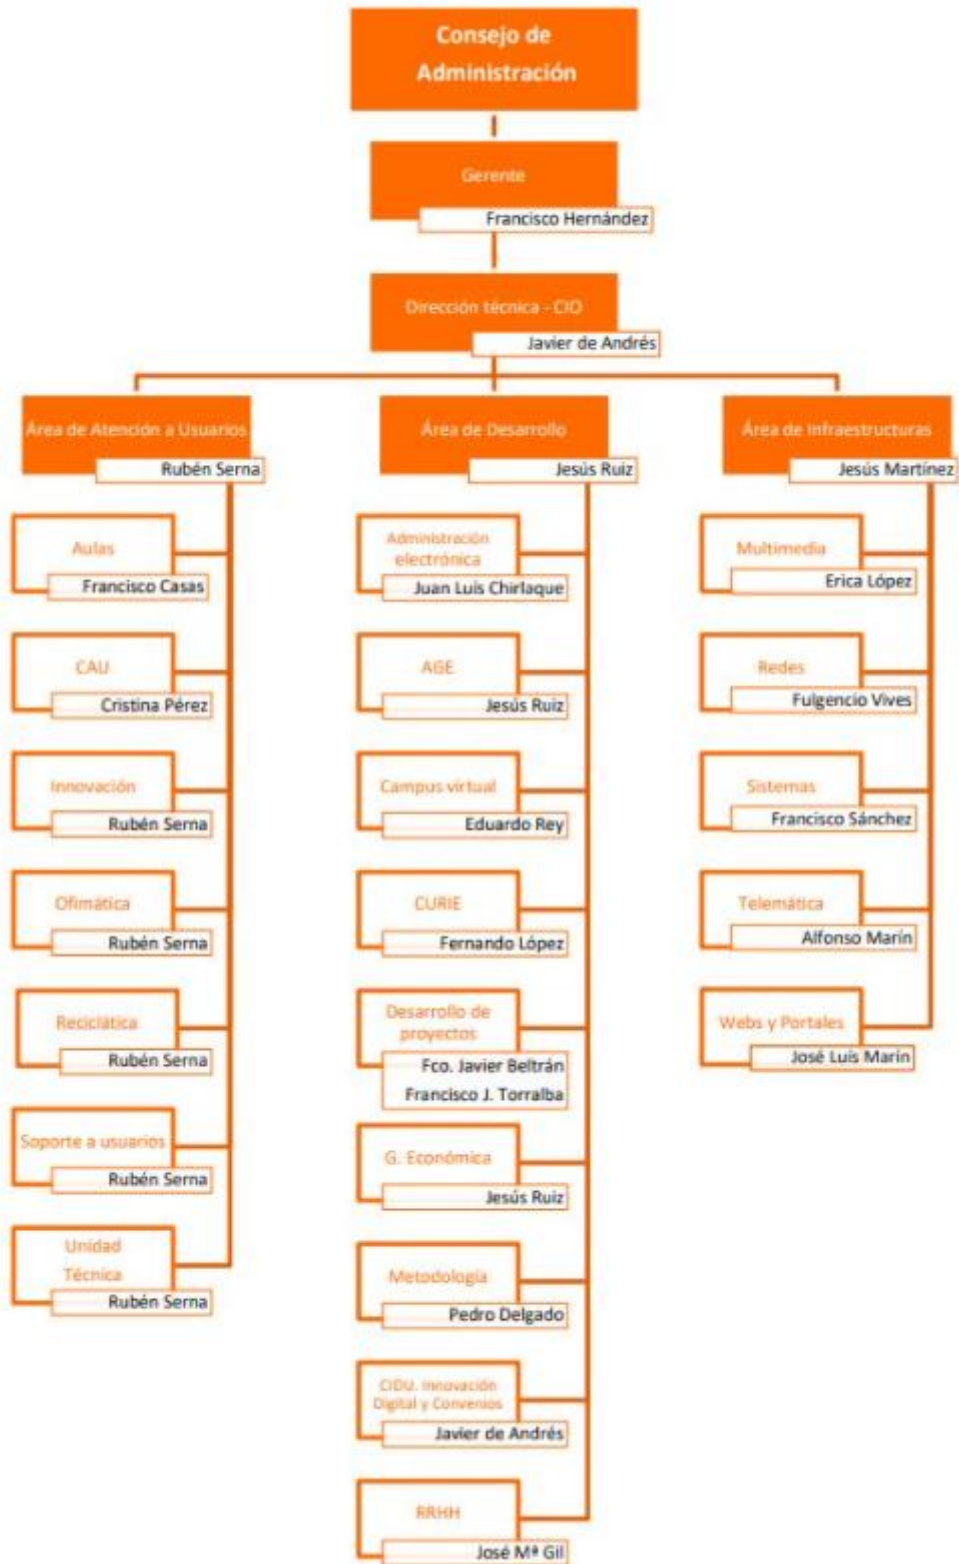 Consejo de
Administración
Gerente
Francisco Hernández
Dirección técnica - CIO
Javier de Andrés
Área de Atención a Usuarios
Rubén Serna
Aulas
Francisco Casas
CAU
Cristina Pérez
Innovación
Rubén Serna
Ofimática
Rubén Serna
Reciclática
Rubén Serna
Soporte a usuarios
Rubén Serna
Unidad
Técnica
Rubén Serna
Área de Desarrollo
Jesús Ruiz
Administración
electrónica
Juan Luis Chirlaque
AGE
Jesús Ruiz
Campus virtual
Eduardo Rey
CURIE
Fernando López
Desarrollo de
proyectos
Fco. Javier Beltrán
Francisco J. Torralba
G. Económica
Jesús Ruiz
Metodología
Pedro Delgado
CIDU. Innovación
Digital y Convenios
Javier de Andrés
RRHH
José Mª Gil
Área de Infraestructuras
Jesús Martínez
Multimedia
Erica López
Redes
Fulgencio Vives
Sistemas
Francisco Sánchez
Telemática
Alfonso Marín
Webs y Portales
José Luis Marín